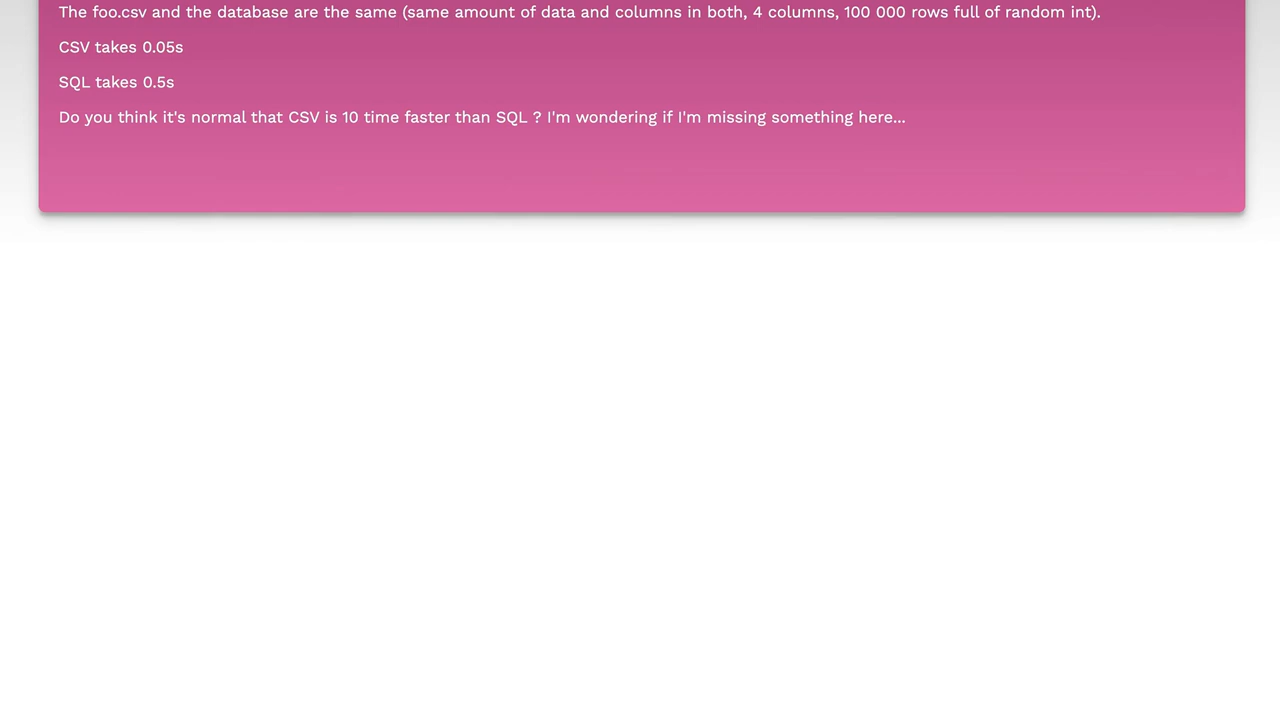 The foo.csv and the database are the same (same amount of data and columns in both, 4 columns, 100 000 rows full of random int).
CSV takes 0.05s
SQL takes 0.5s
Do you think it's normal that CSV is 10 time faster than SQL ? I'm wondering if I'm missing something here...